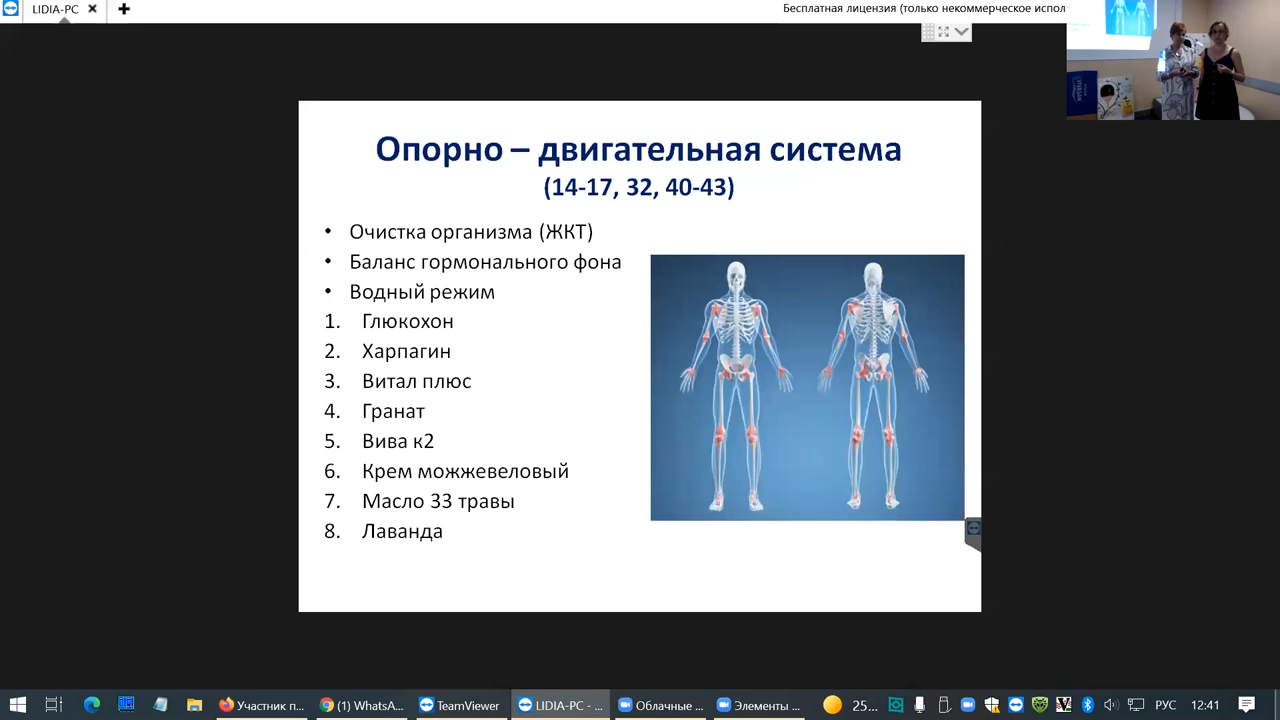 LIDIA-PC
Бесплатная лицензия (только некоммерческое испол
Опорно – двигательная система
(14-17, 32, 40-43)
• Очистка организма (ЖКТ)
• Баланс гормонального фона
• Водный режим
1. Глюкохон
2. Харпагин
3. Витал плюс
4. Гранат
5. Вива к2
6. Крем можжевеловый
7. Масло 33 травы
8. Лаванда
Участник п...
(1) WhatsA...
TeamViewer
LIDIA-PC - ...
Облачные ...
Элементы ...
25...
РУС
12:41